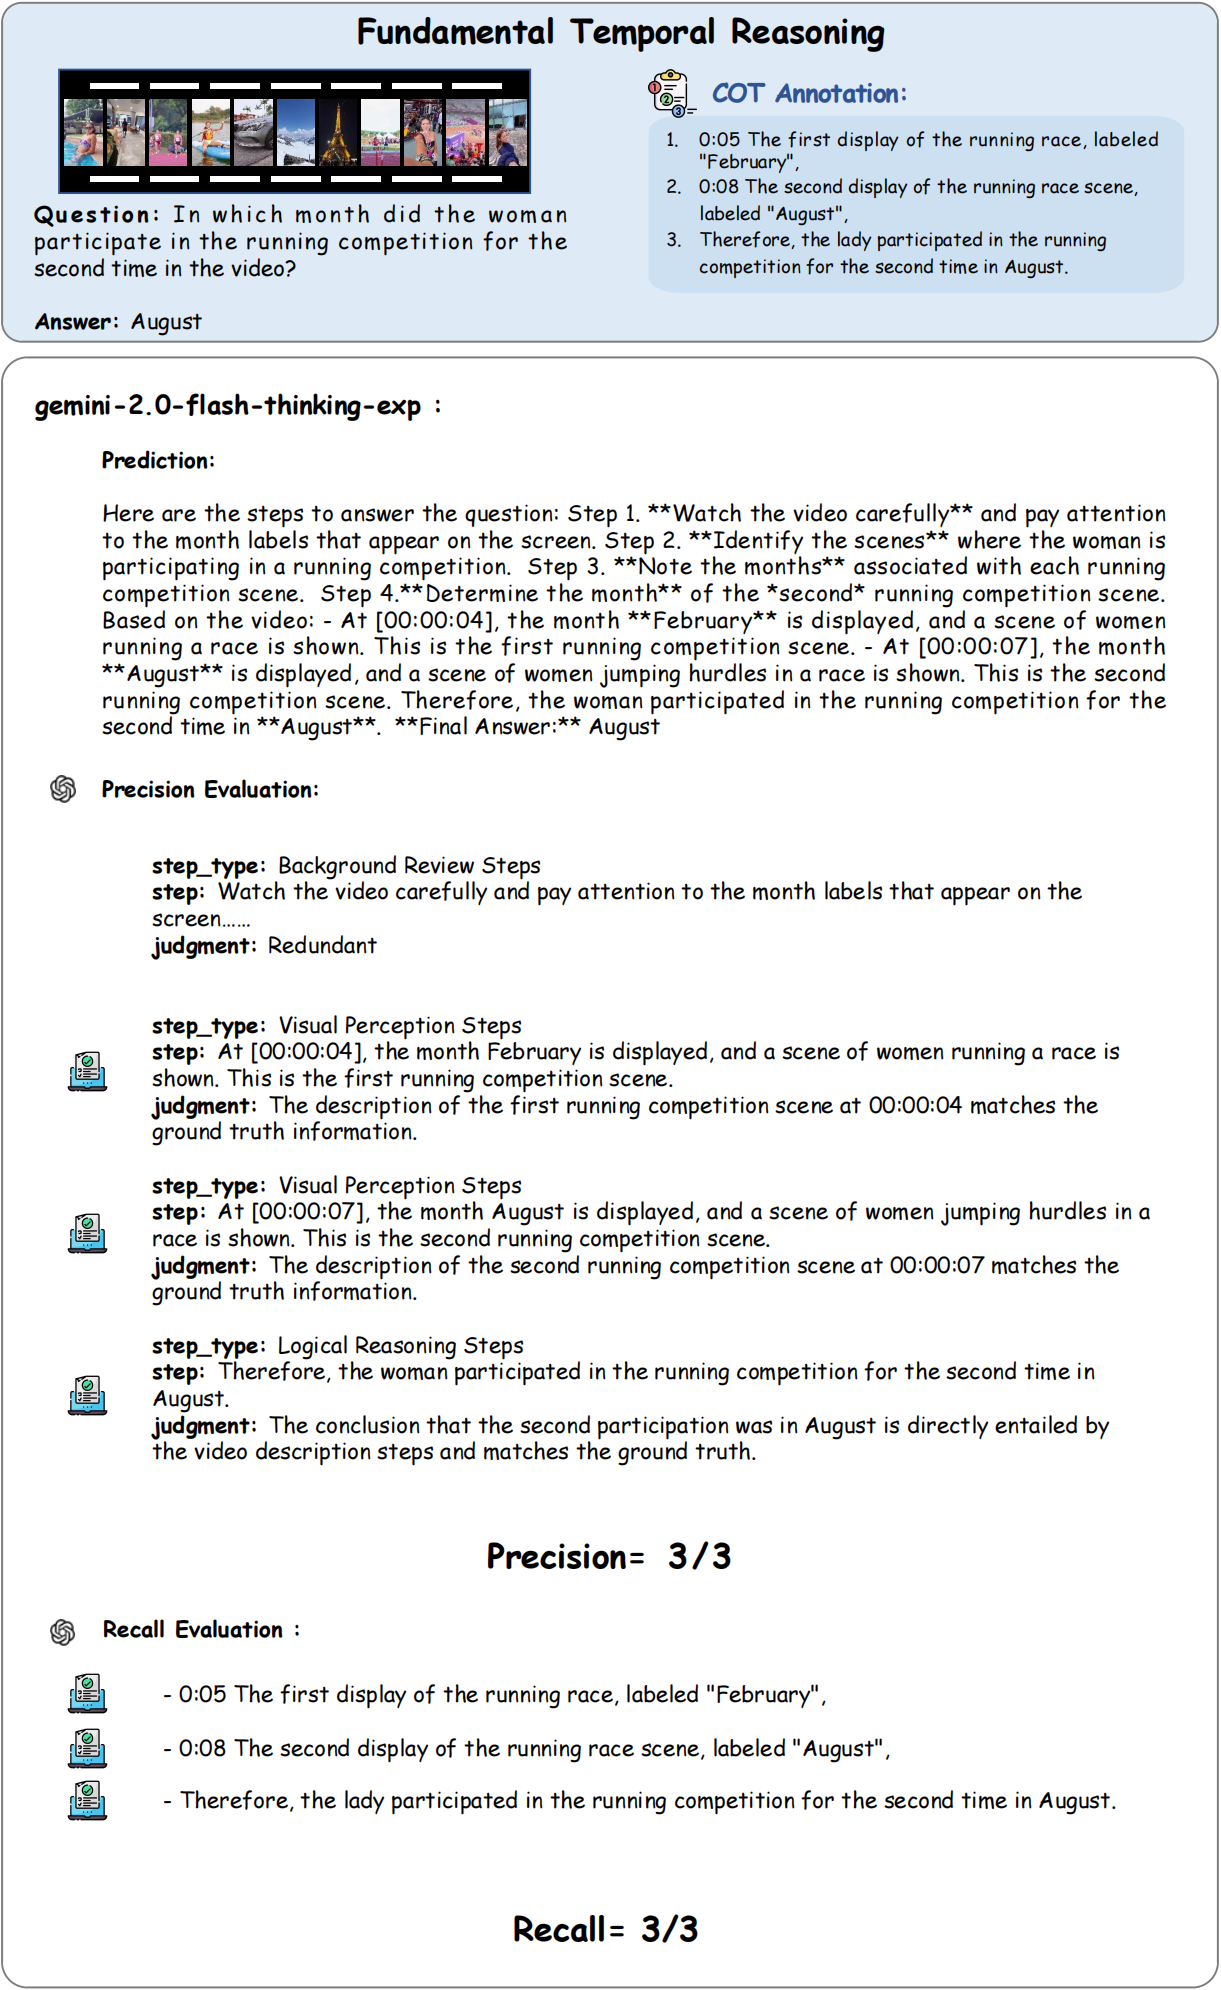 Fundamental Temporal Reasoning
Question: In which month did the woman
participate in the running competition for the
second time in the video?
Answer: August
COT Annotation:
1. 0:05 The first display of the running race, labeled
"February",
2. 0:08 The second display of the running race scene,
labeled "August",
3. Therefore, the lady participated in the running
competition for the second time in August.
gemini-2.0-flash-thinking-exp :
Prediction:
Here are the steps to answer the question: Step 1. **Watch the video carefully** and pay attention
to the month labels that appear on the screen. Step 2. **Identify the scenes** where the woman is
participating in a running competition. Step 3. **Note the months** associated with each running
competition scene. Step 4.**Determine the month** of the *second* running competition scene.
Based on the video: - At [00:00:04], the month **February** is displayed, and a scene of women
running a race is shown. This is the first running competition scene. - At [00:00:07], the month
**August** is displayed, and a scene of women jumping hurdles in a race is shown. This is the second
running competition scene. Therefore, the woman participated in the running competition for the
second time in **August**. **Final Answer:** August
Precision Evaluation:
step_type: Background Review Steps
step: Watch the video carefully and pay attention to the month labels that appear on the
screen……
judgment: Redundant
step_type: Visual Perception Steps
step: At [00:00:04], the month February is displayed, and a scene of women running a race is
shown. This is the first running competition scene.
judgment: The description of the first running competition scene at 00:00:04 matches the
ground truth information.
step_type: Visual Perception Steps
step: At [00:00:07], the month August is displayed, and a scene of women jumping hurdles in a
race is shown. This is the second running competition scene.
judgment: The description of the second running competition scene at 00:00:07 matches the
ground truth information.
step_type: Logical Reasoning Steps
step: Therefore, the woman participated in the running competition for the second time in
August.
judgment: The conclusion that the second participation was in August is directly entailed by
the video description steps and matches the ground truth.
Precision= 3/3
Recall Evaluation :
- 0:05 The first display of the running race, labeled "February",
- 0:08 The second display of the running race scene, labeled "August",
- Therefore, the lady participated in the running competition for the second time in August.
Recall= 3/3